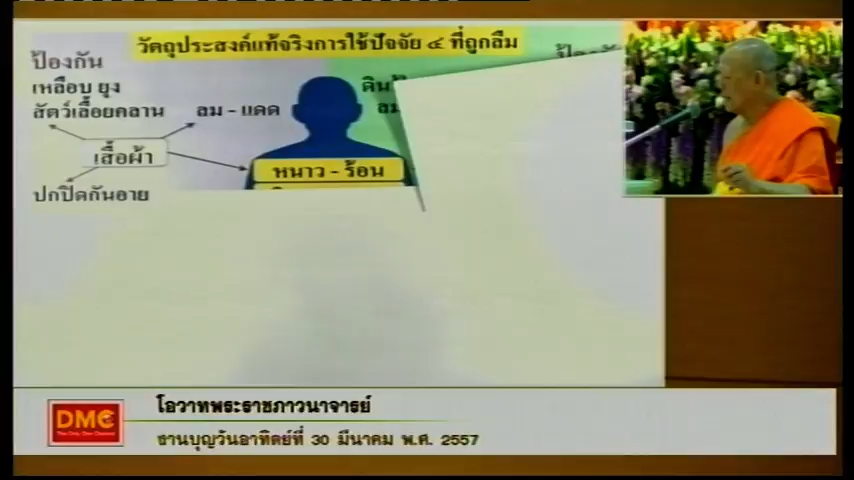 วัตถุประสงค์แท้จริงการใช้ปัจจัย ๔ ที่ถูกลืม
ป้องกัน
เหลือบ ยุง
สัตว์เลื้อยคลาน
ลม - แดด
เสื้อผ้า
หนาว - ร้อน
ปกปิดกันอาย
ลม
DMC
โอวาทพระราชภาวนาจารย์
งานบุญวันอาทิตย์ที่ 30 มีนาคม พ.ศ. 2557